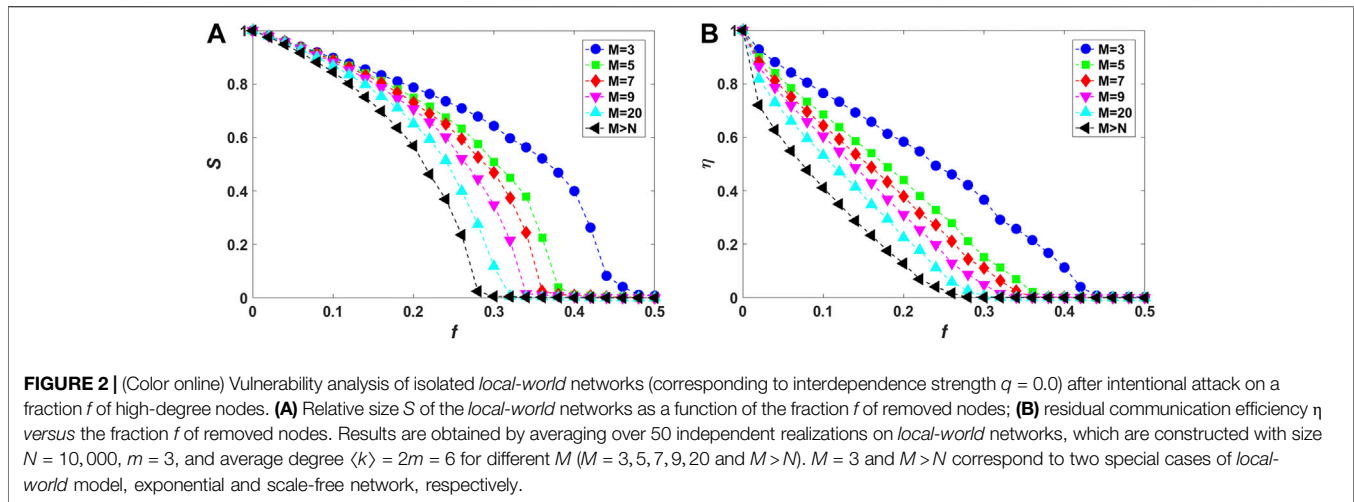 A
1
0.8
0.6
0.4
0.2
0
S
0.1
0.2
0.3
0.4
0.5
f
M=3
M=5
M=7
M=9
M=20
M>N
B
1
0.8
0.6
0.4
0.2
0
η
0.1
0.2
0.3
0.4
0.5
f
M=3
M=5
M=7
M=9
M=20
M>N
FIGURE 2 | (Color online) Vulnerability analysis of isolated local-world networks (corresponding to interdependence strength q = 0.0) after intentional attack on a
fraction f of high-degree nodes. (A) Relative size S of the local-world networks as a function of the fraction f of removed nodes; (B) residual communication efficiency η
versus the fraction f of removed nodes. Results are obtained by averaging over 50 independent realizations on local-world networks, which are constructed with size
N = 10,000, m = 3, and average degree ⟨k⟩ = 2m = 6 for different M (M = 3, 5, 7, 9, 20 and M > N). M = 3 and M > N correspond to two special cases of local-
world model, exponential and scale-free network, respectively.